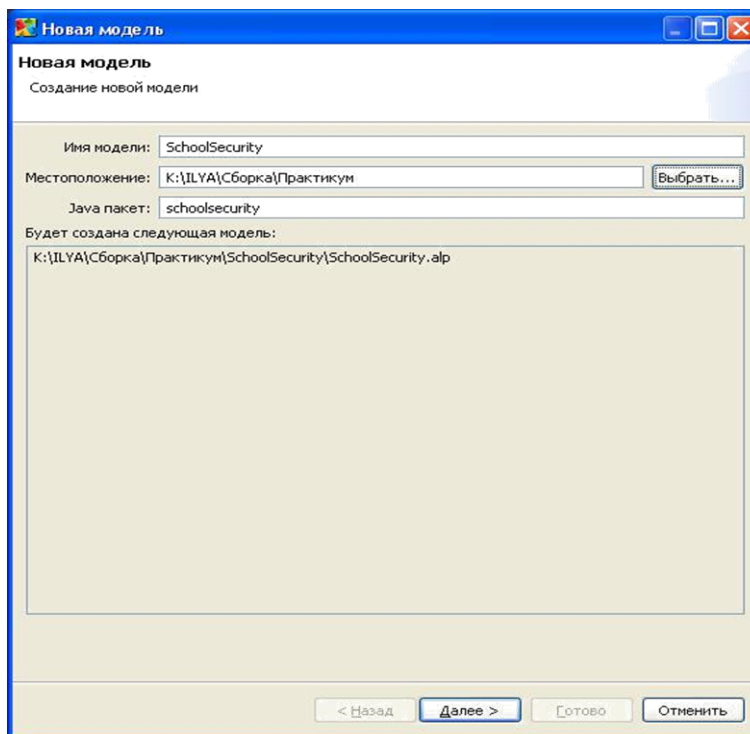 Новая модель
Новая модель
Создание новой модели
Имя модели: SchoolSecurity
Местоположение: K:\ILYA\Сборка\Практикум Выбрать...
Java пакет: schoolsecurity
Будет создана следующая модель:
K:\ILYA\Сборка\Практикум\SchoolSecurity\SchoolSecurity.alp
< Назад Далее > Готово Отменить